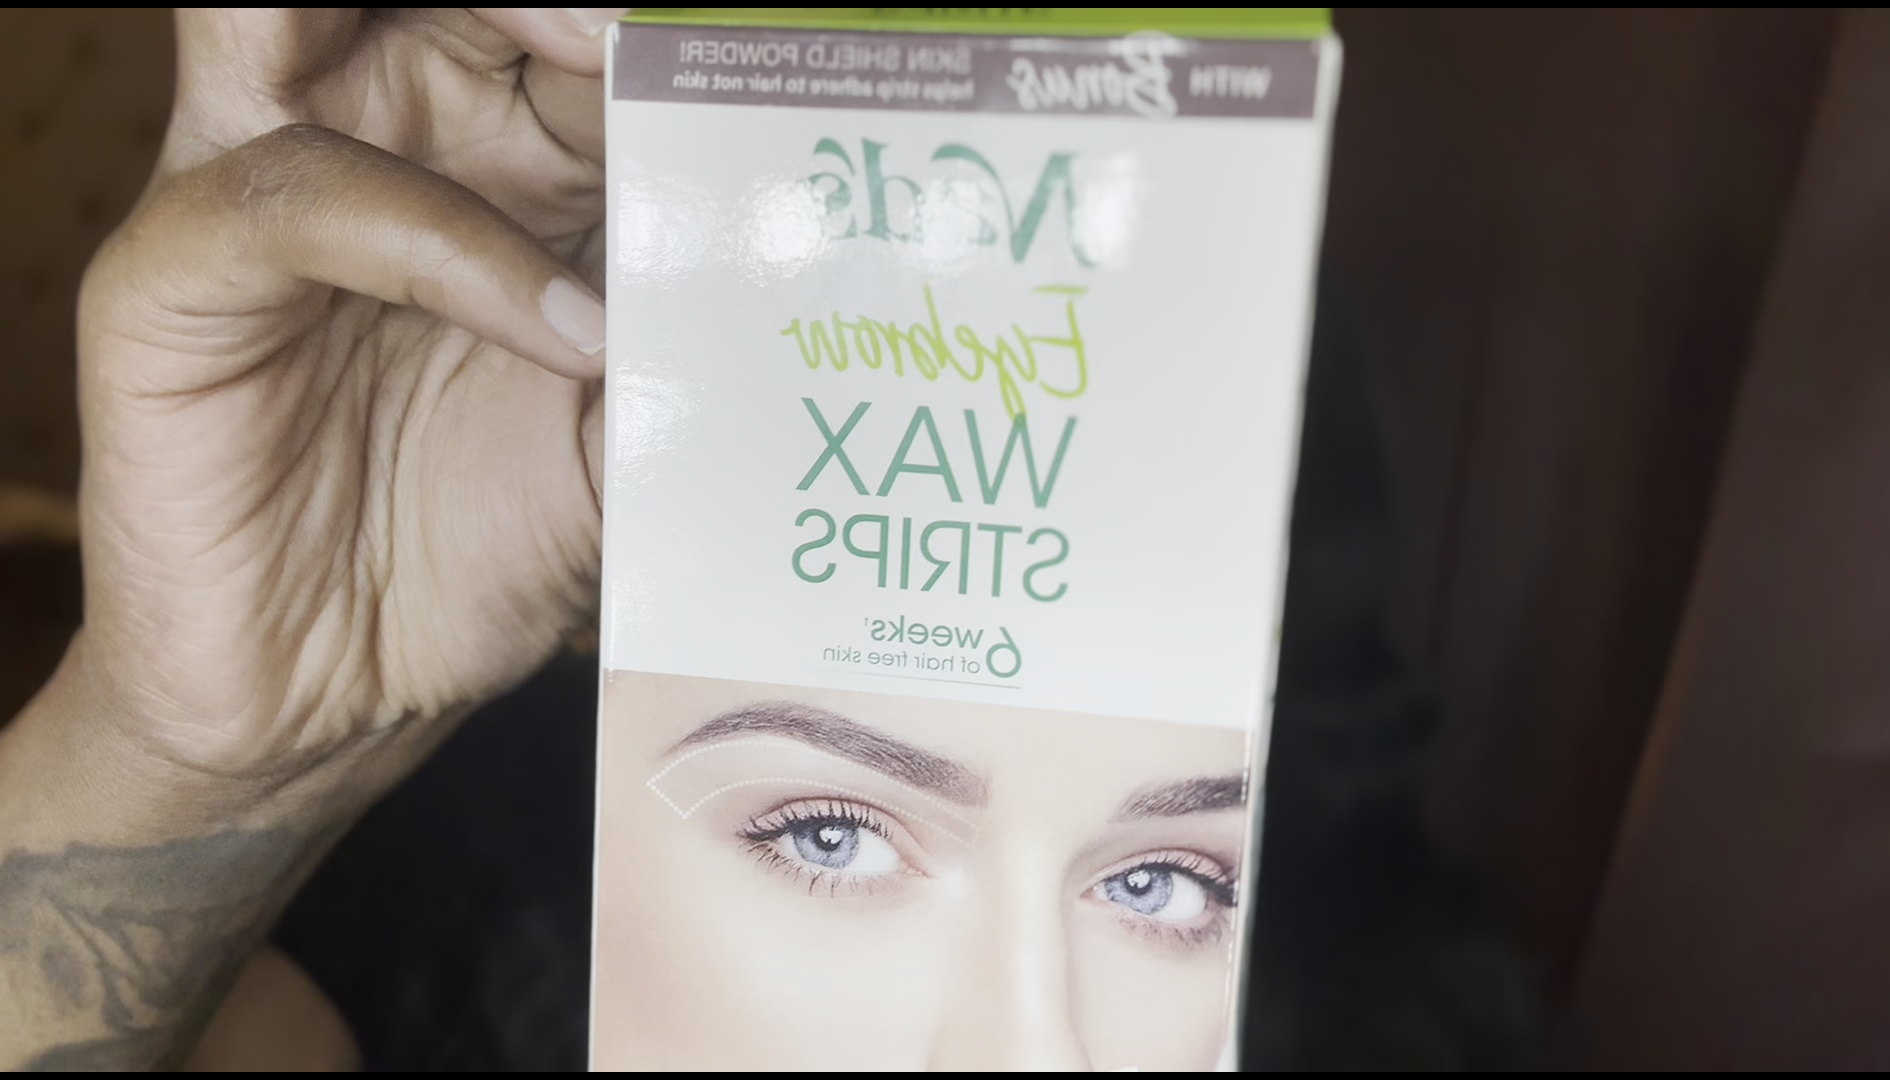 WITH Bonus SKIN SHIELD POWDER!
helps strip adhere to hair not skin
Nad's
Eyebrow
WAX
STRIPS
6 weeks†
of hair free skin